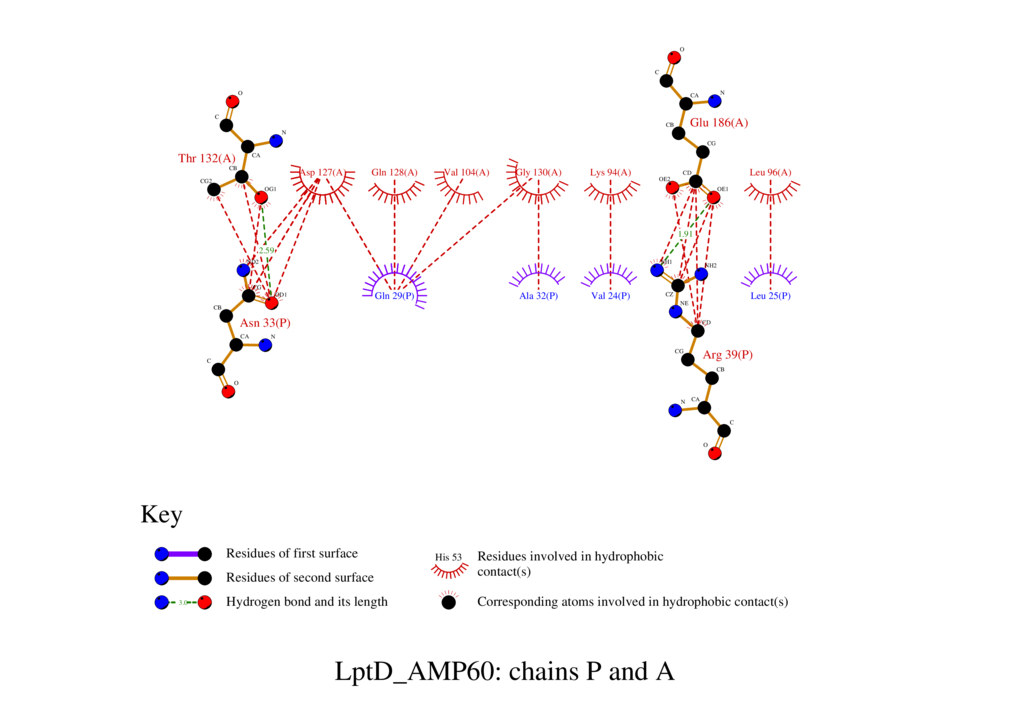 O
C
N
CA
Thr 132(A)
CB
CG2
OG1
2.59
OD1
CB
Asn 33(P)
CA
N
C
O
Asp 127(A)
Gln 128(A)
Val 104(A)
Gly 130(A)
Lys 94(A)
Leu 96(A)
Gln 29(P)
Ala 32(P)
Val 24(P)
Leu 25(P)
O
C
CA
N
Glu 186(A)
CB
CG
CD
OE2
OE1
1.91
NH1
NH2
CZ
NE
CD
CG
Arg 39(P)
CB
N
CA
C
O
Key
Residues of first surface
Residues of second surface
3.0
Hydrogen bond and its length
His 53
Residues involved in hydrophobic
contact(s)
Corresponding atoms involved in hydrophobic contact(s)
LptD_AMP60: chains P and A